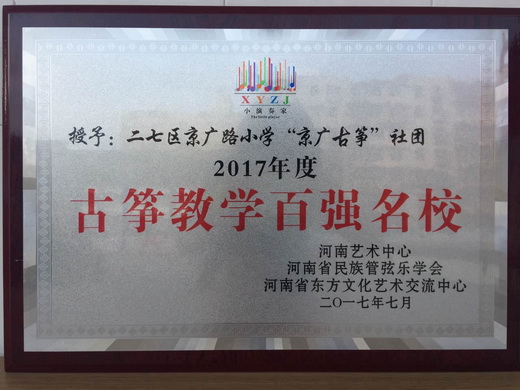 XYZJ
小演奏家
授予：二七区京广路小学“京广古筝”社团
2017年度
古筝教学百强名校
河南艺术中心
河南省民族管弦乐学会
河南省东方文化艺术交流中心
二〇一七年七月